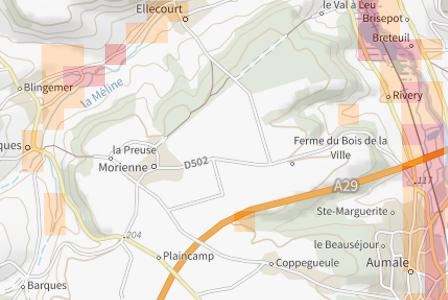 Ellecourt
le Val à Leu
Brisepot
Breteuil
Blingemer
la Méline
Rivery
ques
la Preuse
Morienne
D502
Ferme du Bois de la
Ville
A29
117
Ste-Marguerite
204
le Beauséjour
Plaincamp
Coppegueule
Aumale
Barques